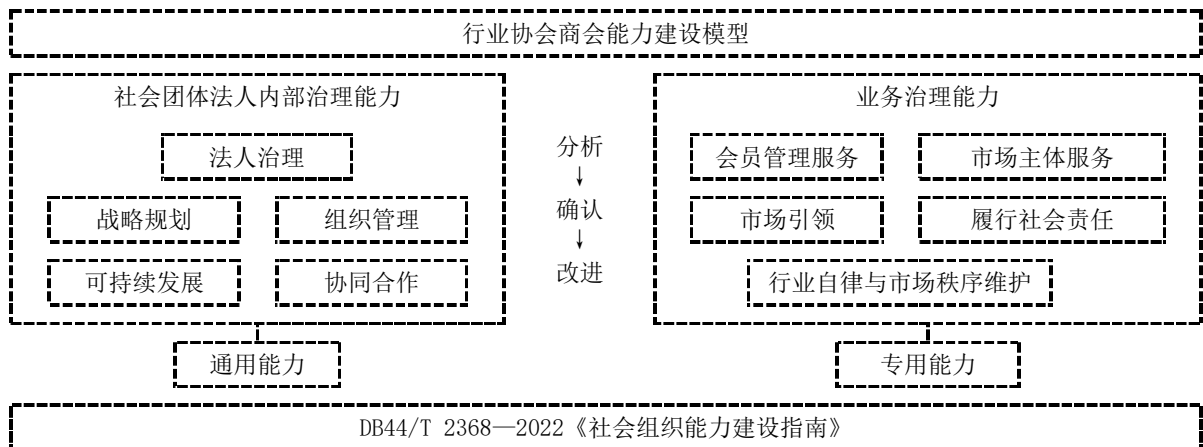 行业协会商会能力建设模型
社会团体法人内部治理能力
法人治理
战略规划
组织管理
可持续发展
协同合作
通用能力
分析
↓
确认
↓
改进
业务治理能力
会员管理服务
市场主体服务
市场引领
履行社会责任
行业自律与市场秩序维护
专用能力
DB44/T 2368—2022《社会组织能力建设指南》